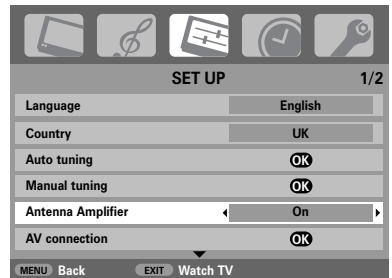 SET UP 1/2
Language English
Country UK
Auto tuning OK
Manual tuning OK
Antenna Amplifier On
AV connection OK
MENU Back EXIT Watch TV